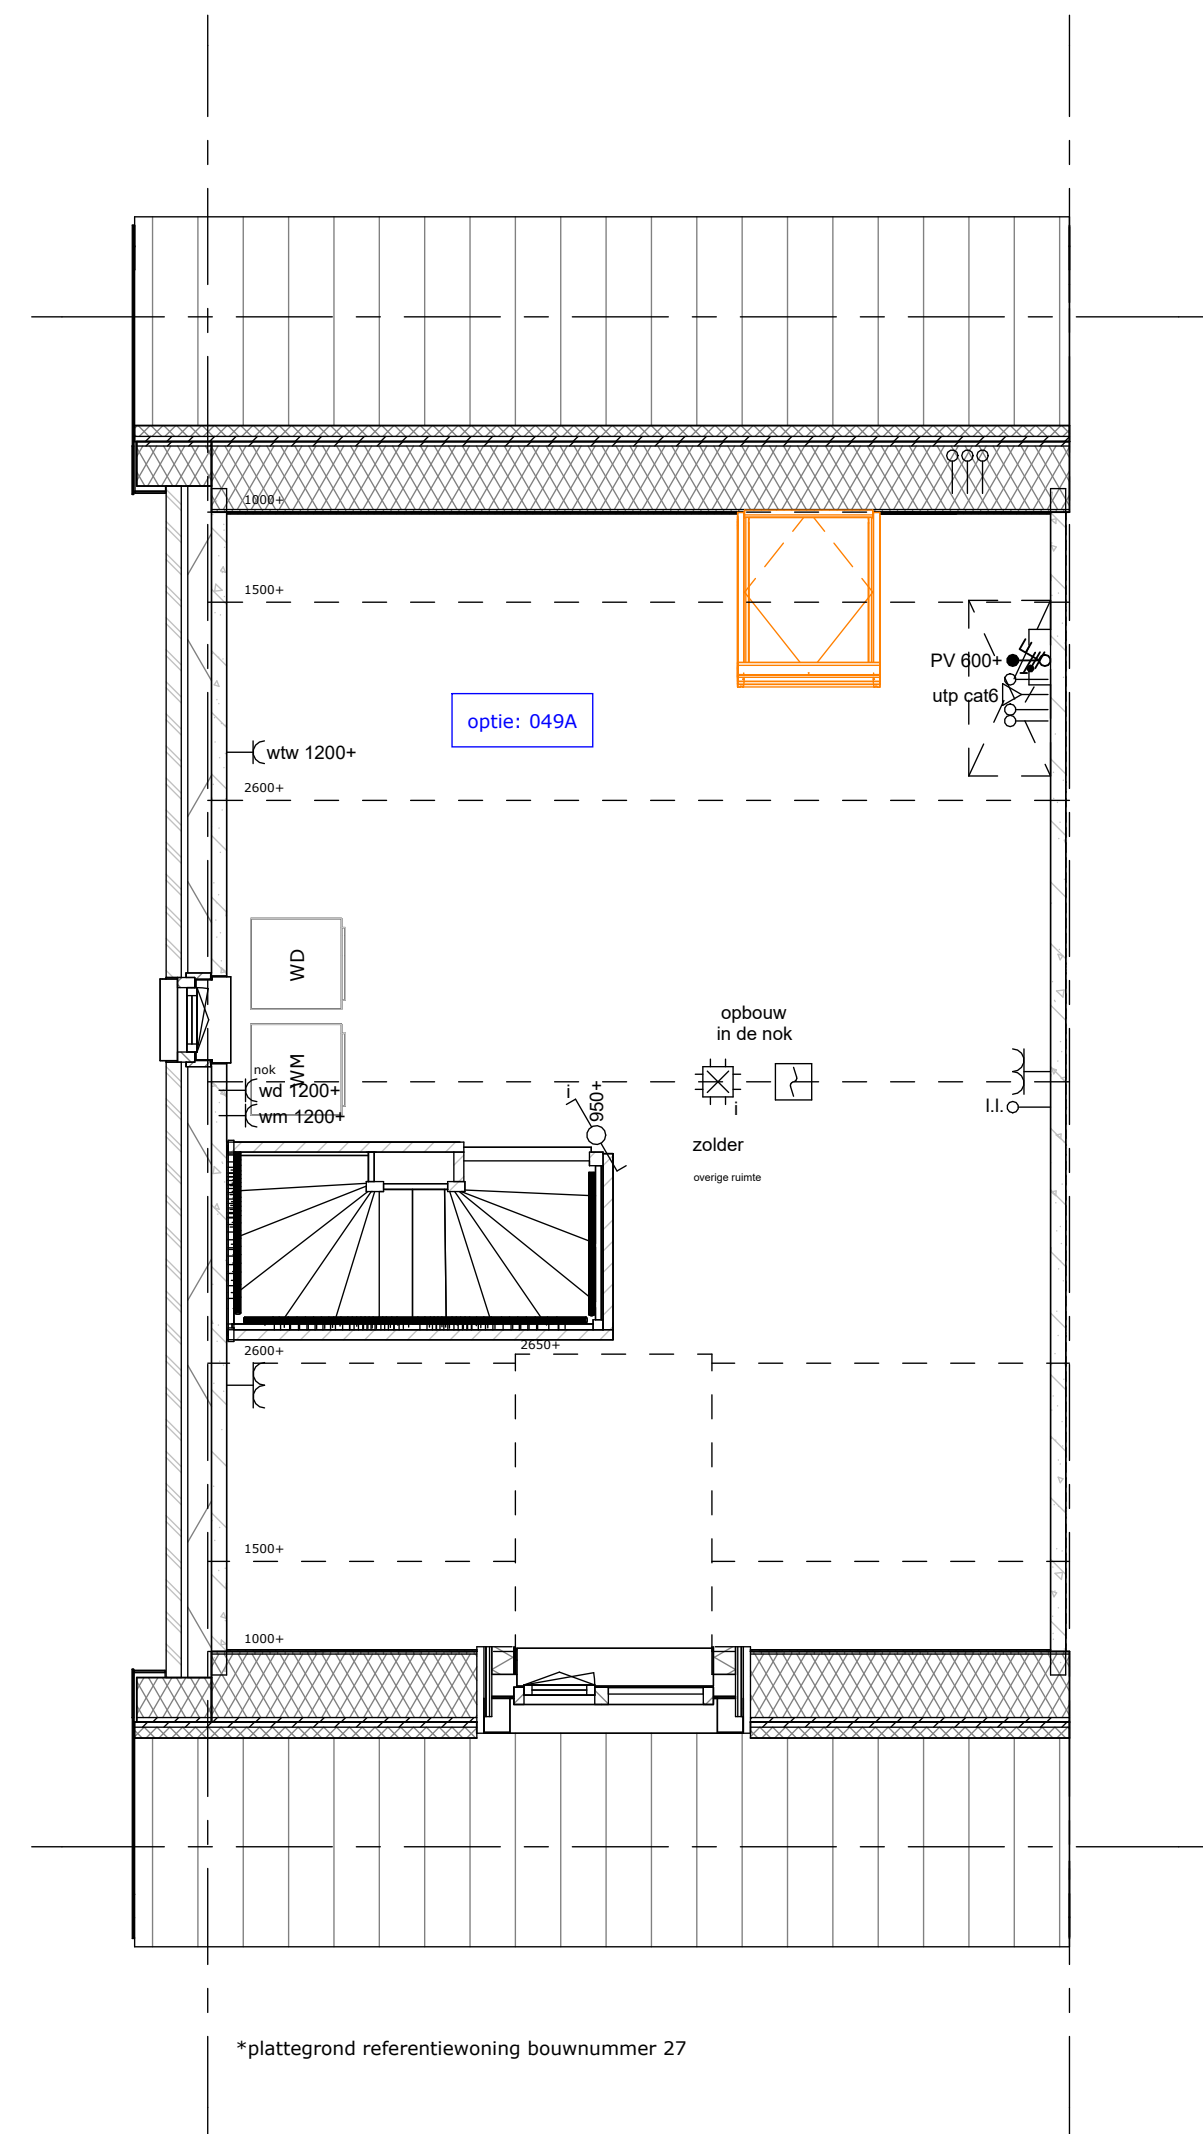 1000+
1500+
PV 600+
utp cat6
optie: 049A
wtw 1200+
2600+
WD
opbouw
in de nok
WM
nok
wd 1200+
wm 1200+
i
950+
i
l.l.
zolder
overige ruimte
2650+
2600+
1500+
1000+
*plattegrond referentiewoning bouwnummer 27